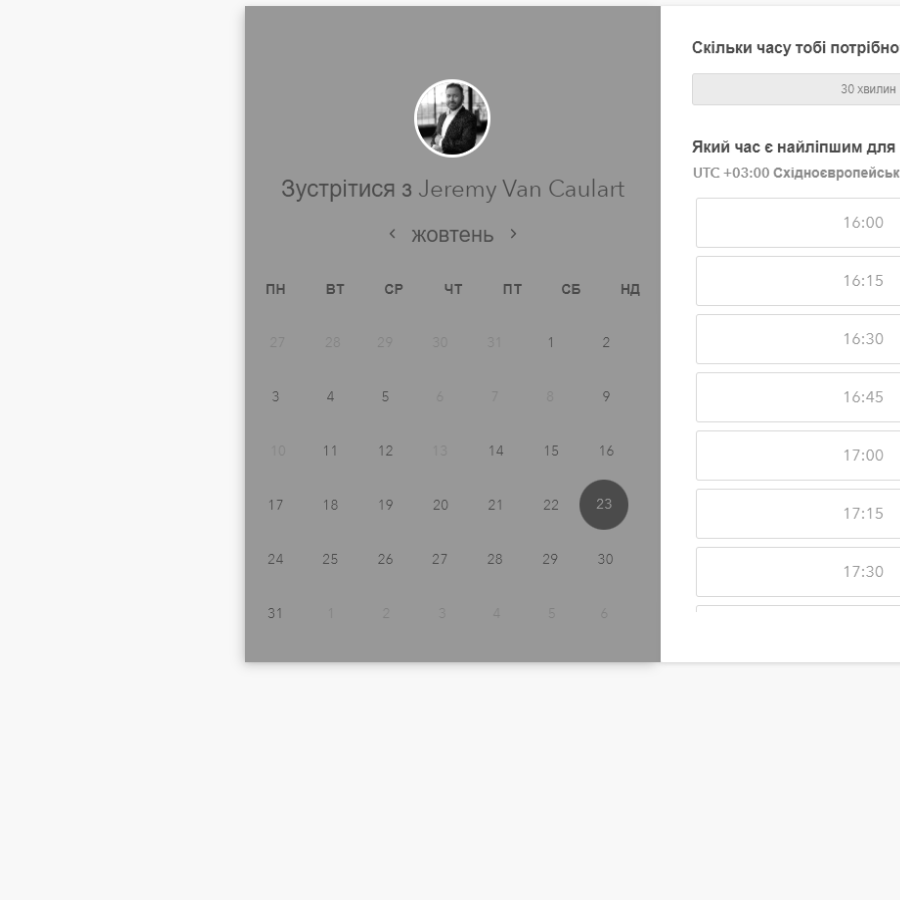 Зустрітися з Jeremy Van Caulart
жовтень
ПН ВТ СР ЧТ ПТ СБ НД
27 28 29 30 31 1 2
3 4 5 6 7 8 9
10 11 12 13 14 15 16
17 18 19 20 21 22 23
24 25 26 27 28 29 30
31 1 2 3 4 5 6
Скільки часу тобі потрібно
30 хвилин
Який час є найліпшим для
UTC +03:00 Східноєвропейськ
16:00
16:15
16:30
16:45
17:00
17:15
17:30